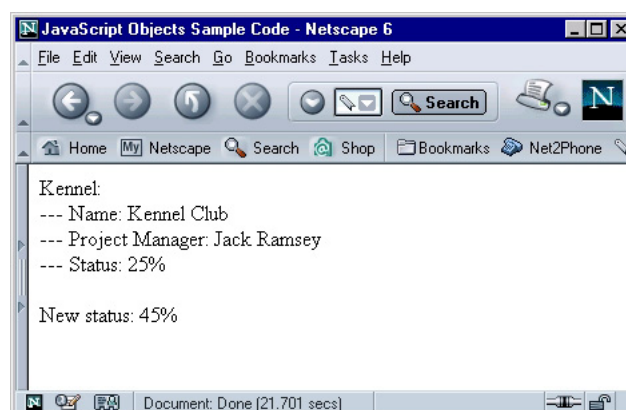 N JavaScript Objects Sample Code - Netscape 6
File Edit View Search Go Bookmarks Tasks Help
Search N
Home My Netscape Search Shop Bookmarks Net2Phone
Kennel:
--- Name: Kennel Club
--- Project Manager: Jack Ramsey
--- Status: 25%
New status: 45%
N Document: Done (21.701 secs)